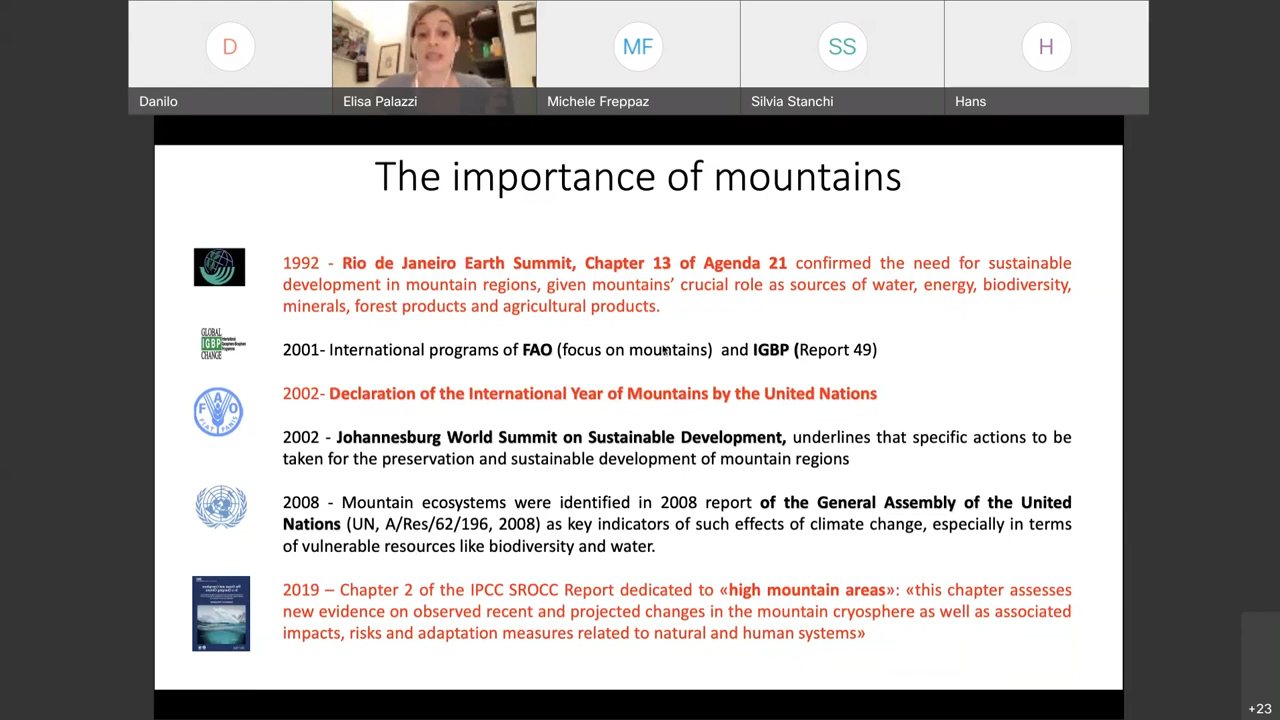 D
MF
SS
H
Danilo
Elisa Palazzi
Michele Freppaz
Silvia Stanchi
Hans
The importance of mountains
1992 - Rio de Janeiro Earth Summit, Chapter 13 of Agenda 21 confirmed the need for sustainable
development in mountain regions, given mountains' crucial role as sources of water, energy, biodiversity,
minerals, forest products and agricultural products.
GLOBAL
IGBP
CHANGE
2001- International programs of FAO (focus on mountains) and IGBP (Report 49)
2002- Declaration of the International Year of Mountains by the United Nations
F A O
FIAT PANIS
2002 - Johannesburg World Summit on Sustainable Development, underlines that specific actions to be
taken for the preservation and sustainable development of mountain regions
2008 - Mountain ecosystems were identified in 2008 report of the General Assembly of the United
Nations (UN, A/Res/62/196, 2008) as key indicators of such effects of climate change, especially in terms
of vulnerable resources like biodiversity and water.
2019 – Chapter 2 of the IPCC SROCC Report dedicated to «high mountain areas»: «this chapter assesses
new evidence on observed recent and projected changes in the mountain cryosphere as well as associated
impacts, risks and adaptation measures related to natural and human systems»
+23